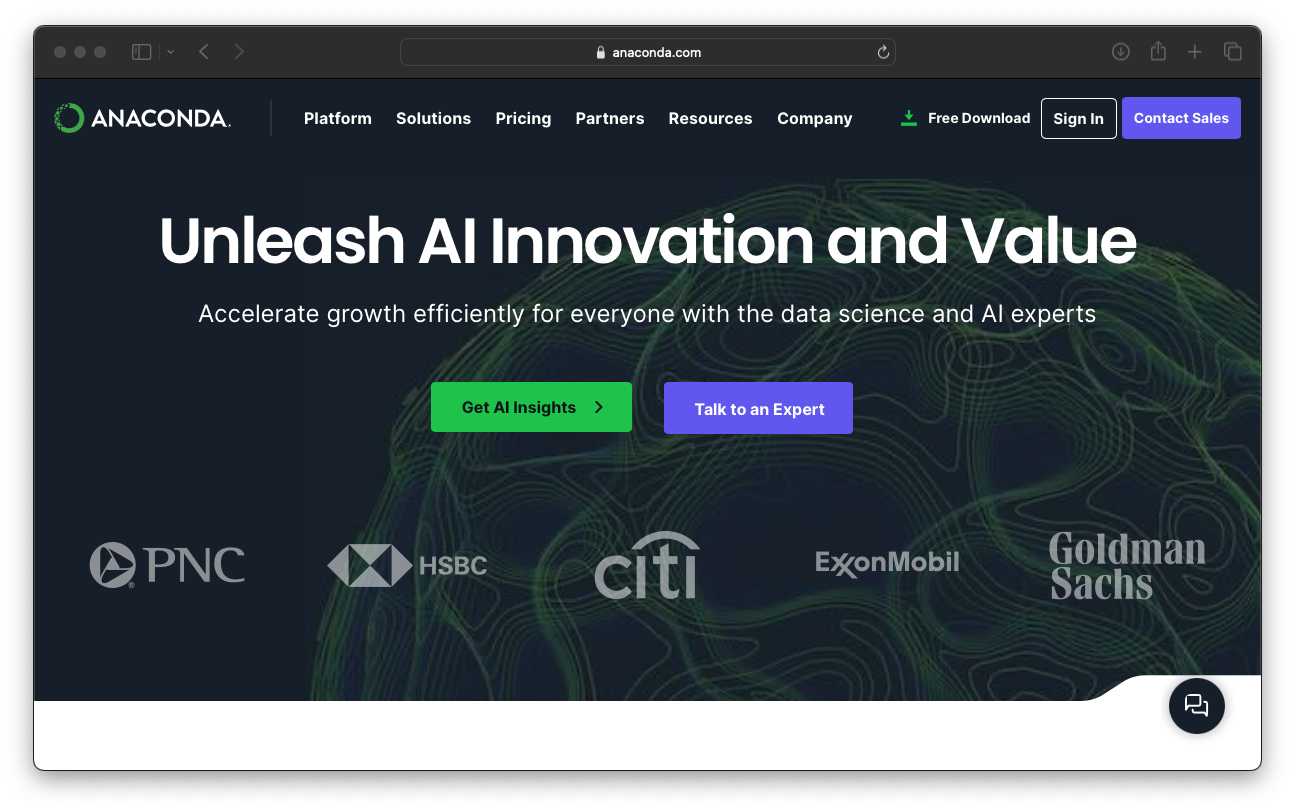 anaconda.com
ANACONDA.
Platform Solutions Pricing Partners Resources Company Free Download Sign In Contact Sales
Unleash AI Innovation and Value
Accelerate growth efficiently for everyone with the data science and AI experts
Get AI Insights
Talk to an Expert
PNC®
HSBC
citi
ExxonMobil
Goldman
Sachs